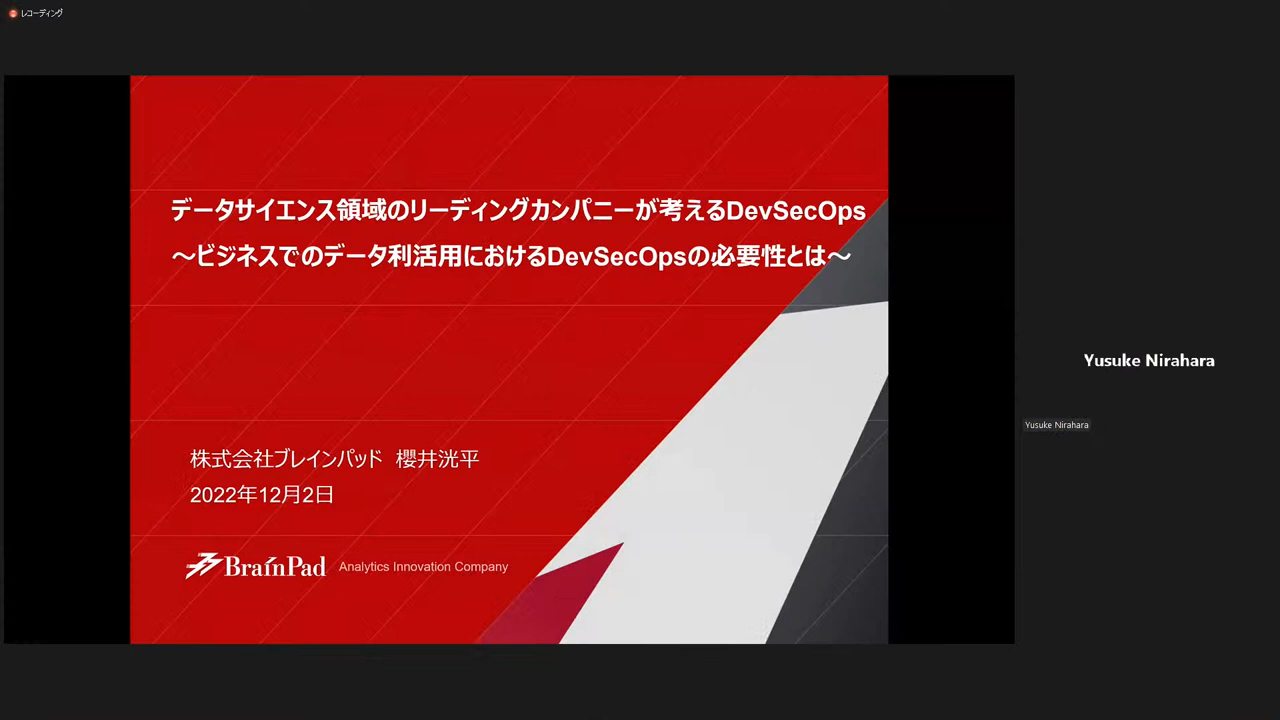 レコーディング
データサイエンス領域のリーディングカンパニーが考えるDevSecOps
～ビジネスでのデータ利活用におけるDevSecOpsの必要性とは～
株式会社ブレインパッド 櫻井洸平
2022年12月2日
BrainPad Analytics Innovation Company
Yusuke Nirahara
Yusuke Nirahara